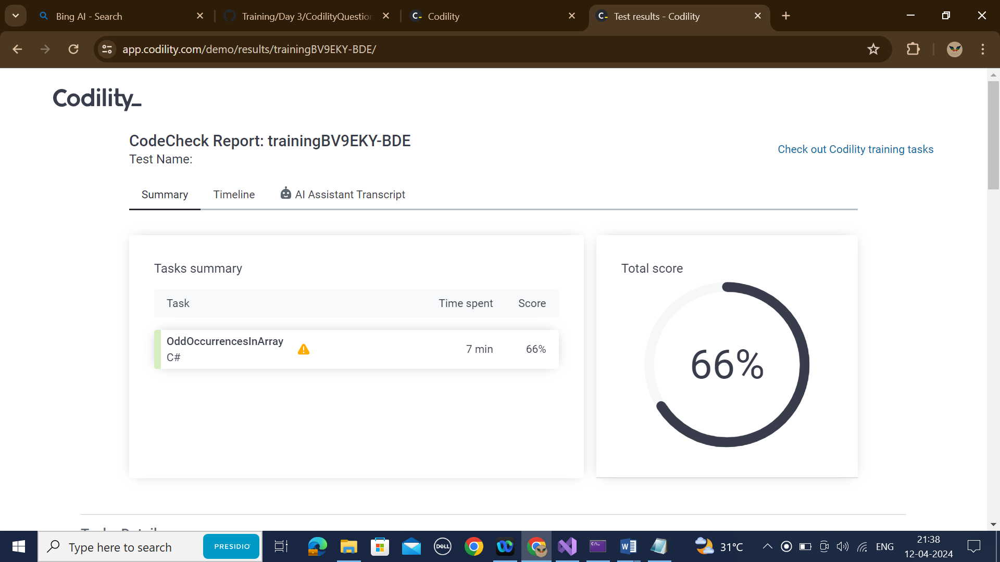 Bing AI - Search
Training/Day 3/CodilityQuestion
Codility
Test results - Codility
app.codility.com/demo/results/trainingBV9EKY-BDE/
Codility_
CodeCheck Report: trainingBV9EKY-BDE
Test Name:
Check out Codility training tasks
Summary
Timeline
AI Assistant Transcript
Tasks summary
Task
Time spent
Score
OddOccurrencesInArray
C#
7 min
66%
Total score
66%
Type here to search
PRESIDIO
DELL
31°C
ENG
21:38
12-04-2024